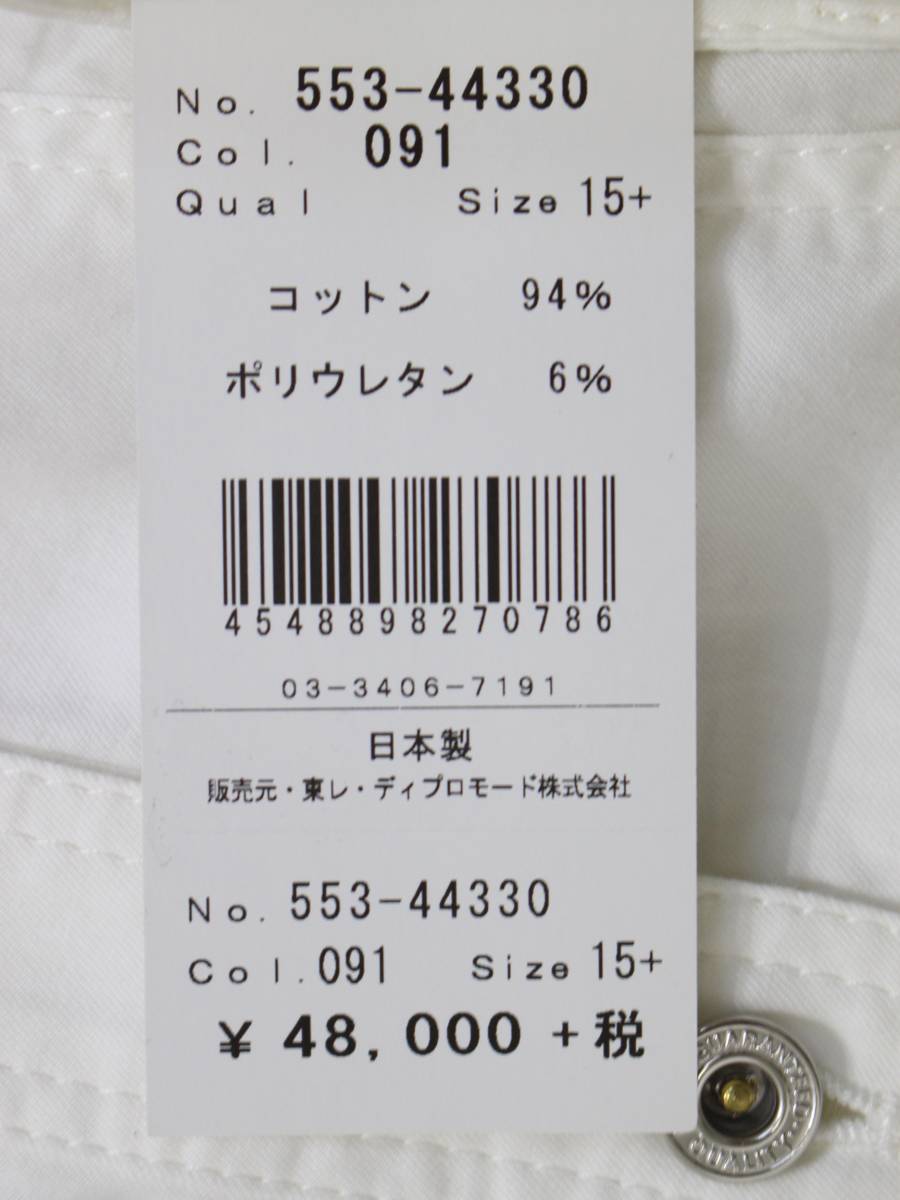 No. 553-44330
Col. 091
Qual Size 15+
コットン 94%
ポリウレタン 6%
4548898270786
03-3406-7191
日本製
販売元・東レ・ディプロモード株式会社
No. 553-44330
Col. 091 Size 15+
¥ 48,000 +税
GUARANTEED QUALITY